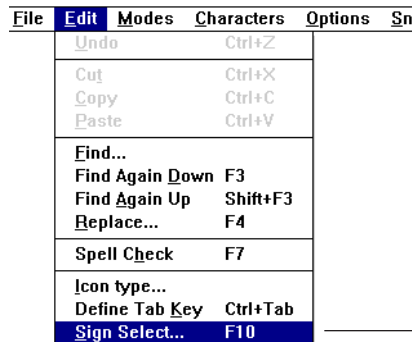 File Edit Modes Characters Options Sn
Undo Ctrl+Z
Cut Ctrl+X
Copy Ctrl+C
Paste Ctrl+V
Find...
Find Again Down F3
Find Again Up Shift+F3
Replace... F4
Spell Check F7
Icon type...
Define Tab Key Ctrl+Tab
Sign Select... F10